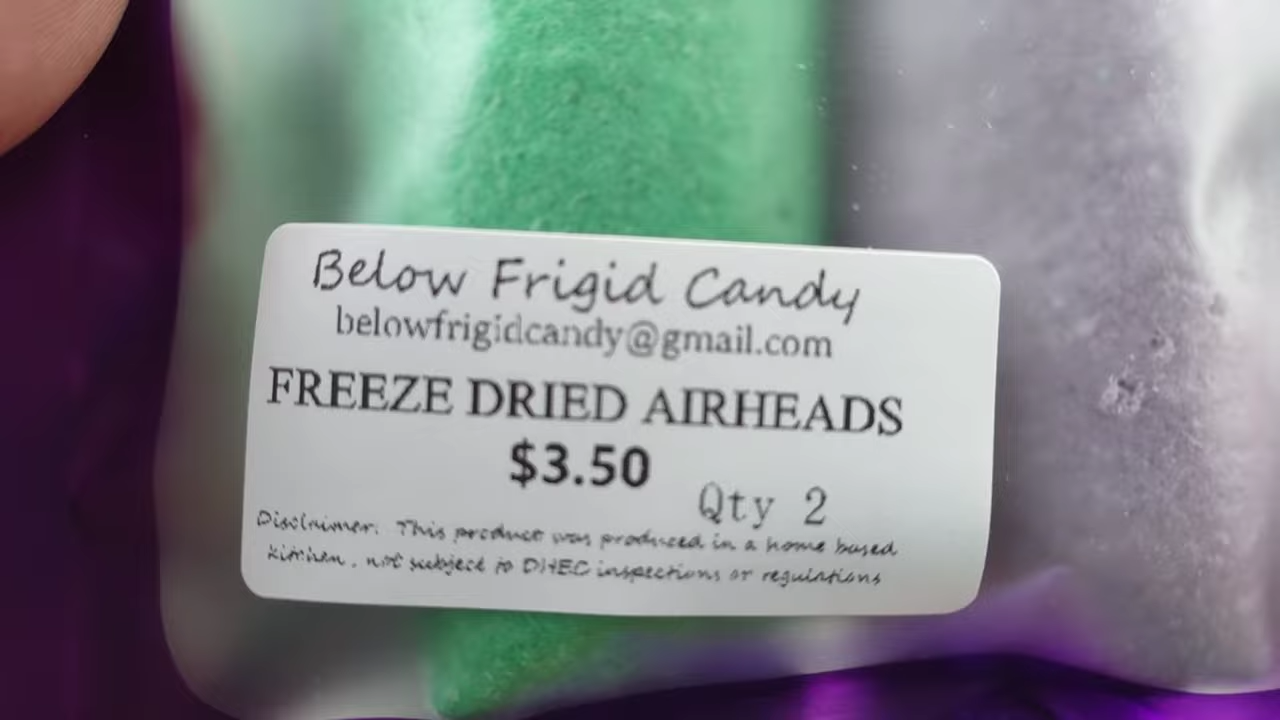 Below Frigid Candy
belowfrigidcandy@gmail.com
FREEZE DRIED AIRHEADS
$3.50
Qty 2
Disclaimer: This product was produced in a home based
kitchen, not subject to DHEC inspections or regulations